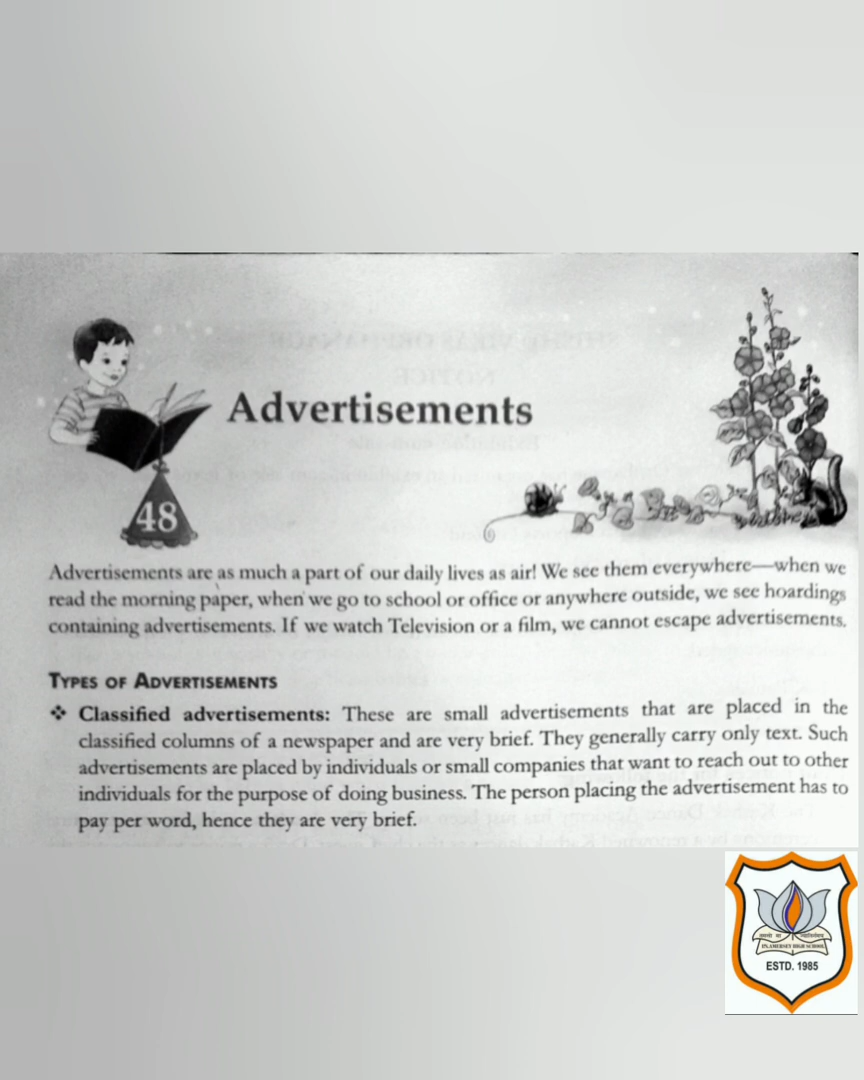 Advertisements
48
Advertisements are as much a part of our daily lives as air! We see them everywhere—when we
read the morning paper, when we go to school or office or anywhere outside, we see hoardings
containing advertisements. If we watch Television or a film, we cannot escape advertisements.
TYPES OF ADVERTISEMENTS
❖ Classified advertisements: These are small advertisements that are placed in the
classified columns of a newspaper and are very brief. They generally carry only text. Such
advertisements are placed by individuals or small companies that want to reach out to other
individuals for the purpose of doing business. The person placing the advertisement has to
pay per word, hence they are very brief.
HIGH SCHOOL
ESTD. 1985